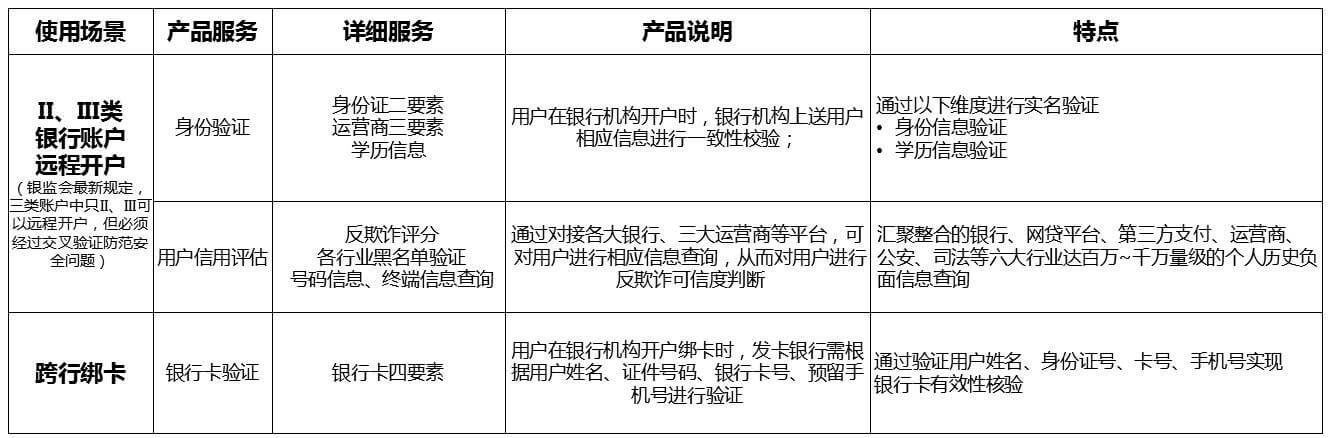 使用场景
产品服务
详细服务
产品说明
特点
II、III类
银行账户
远程开户
（银监会最新规定，
三类账户中只II、III可
以远程开户，但必须
经过交叉验证防范安
全问题）
身份验证
身份证二要素
运营商三要素
学历信息
用户在银行机构开户时，银行机构上送用户
相应信息进行一致性校验；
通过以下维度进行实名验证
• 身份信息验证
• 学历信息验证
用户信用评估
反欺诈评分
各行业黑名单验证
号码信息、终端信息查询
通过对接各大银行、三大运营商等平台，可
对用户进行相应信息查询，从而对用户进行
反欺诈可信度判断
汇聚整合的银行、网贷平台、第三方支付、运营商、
公安、司法等六大行业达百万~千万量级的个人历史负
面信息查询
跨行绑卡
银行卡验证
银行卡四要素
用户在银行机构开户绑卡时，发卡银行需根
据用户姓名、证件号码、银行卡号、预留手
机号进行验证
通过验证用户姓名、身份证号、卡号、手机号实现
银行卡有效性核验